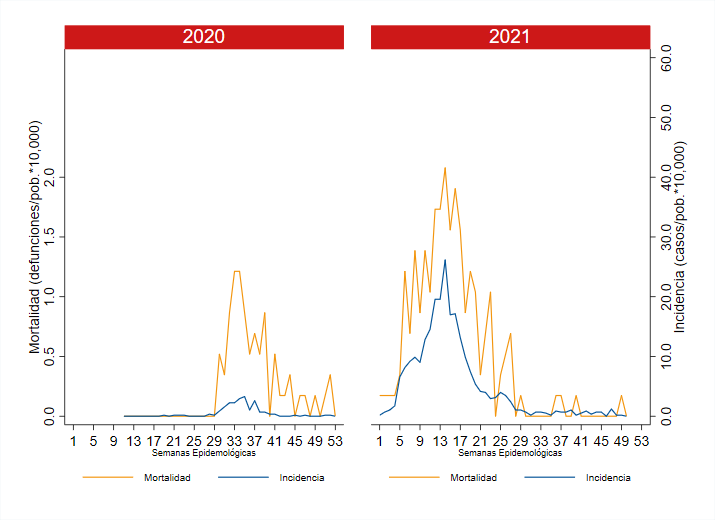 2020
2021
Mortalidad (defunciones/pob.*10,000)
0.0 0.5 1.0 1.5 2.0
0.0 10.0 20.0 30.0 40.0 50.0 60.0
Incidencia (casos/pob.*10,000)
1 5 9 13 17 21 25 29 33 37 41 45 49 53
Semanas Epidemológicas
1 5 9 13 17 21 25 29 33 37 41 45 49 53
Semanas Epidemológicas
Mortalidad Incidencia
Mortalidad Incidencia